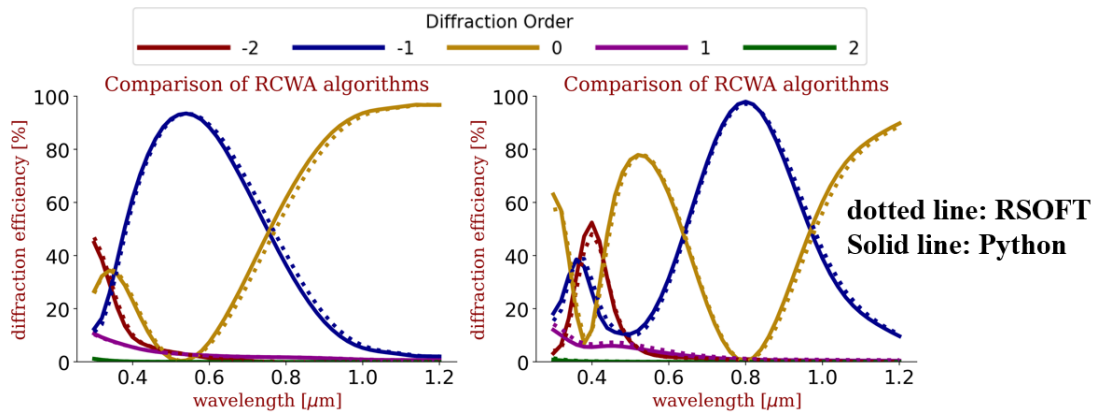 Diffraction Order
-2 -1 0 1 2
Comparison of RCWA algorithms
diffraction efficiency [%]
100
80
60
40
20
0
0.4 0.6 0.8 1.0 1.2
wavelength [μm]
Comparison of RCWA algorithms
diffraction efficiency [%]
100
80
60
40
20
0
0.4 0.6 0.8 1.0 1.2
wavelength [μm]
dotted line: RSOFT
Solid line: Python